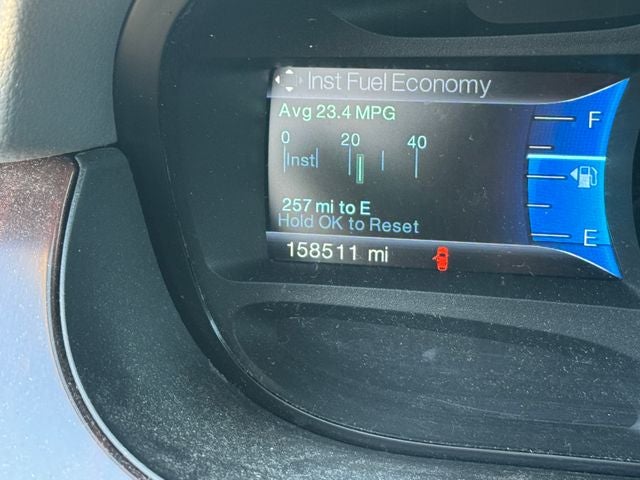 Inst Fuel Economy
Avg 23.4 MPG
0 20 40
Inst
257 mi to E
Hold OK to Reset
158511 mi
F
E